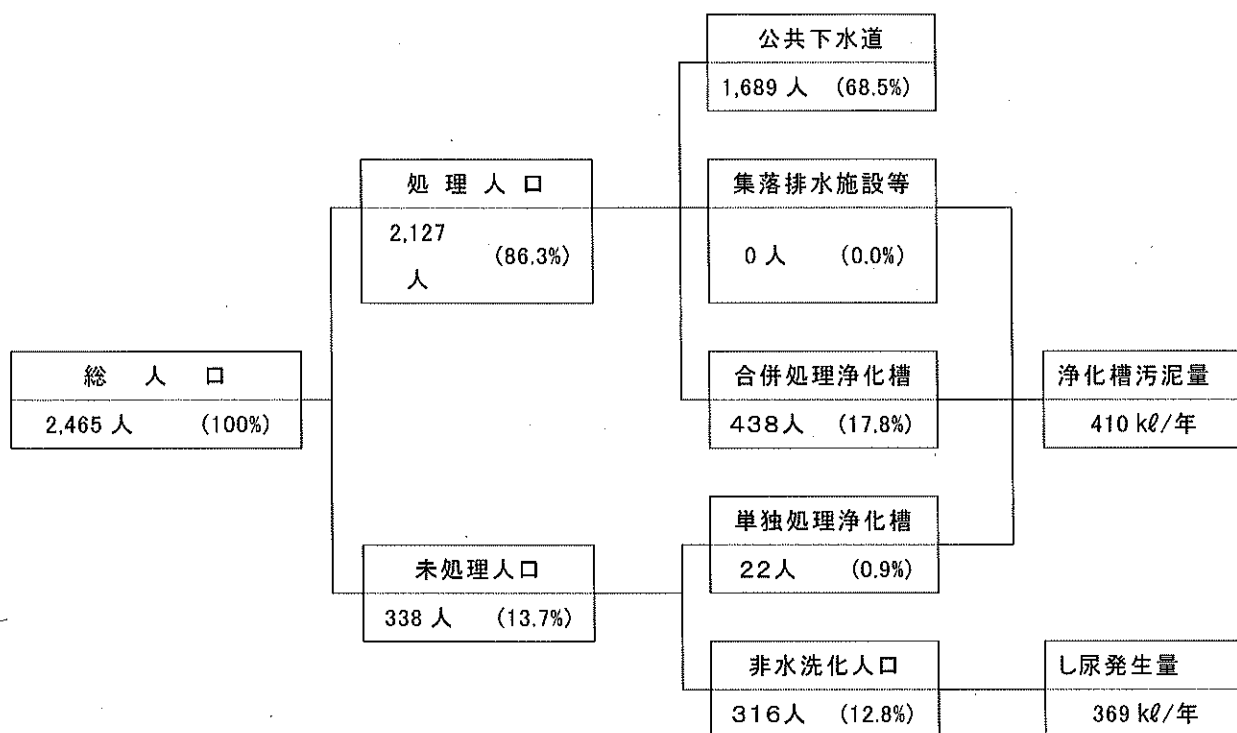 公共下水道
1,689 人 (68.5%)
処理人口
2,127
人
(86.3%)
集落排水施設等
0 人 (0.0%)
総人口
2,465 人 (100%)
合併処理浄化槽
438人 (17.8%)
浄化槽汚泥量
410 kℓ/年
単独処理浄化槽
22人 (0.9%)
未処理人口
338 人 (13.7%)
非水洗化人口
316人 (12.8%)
し尿発生量
369 kℓ/年